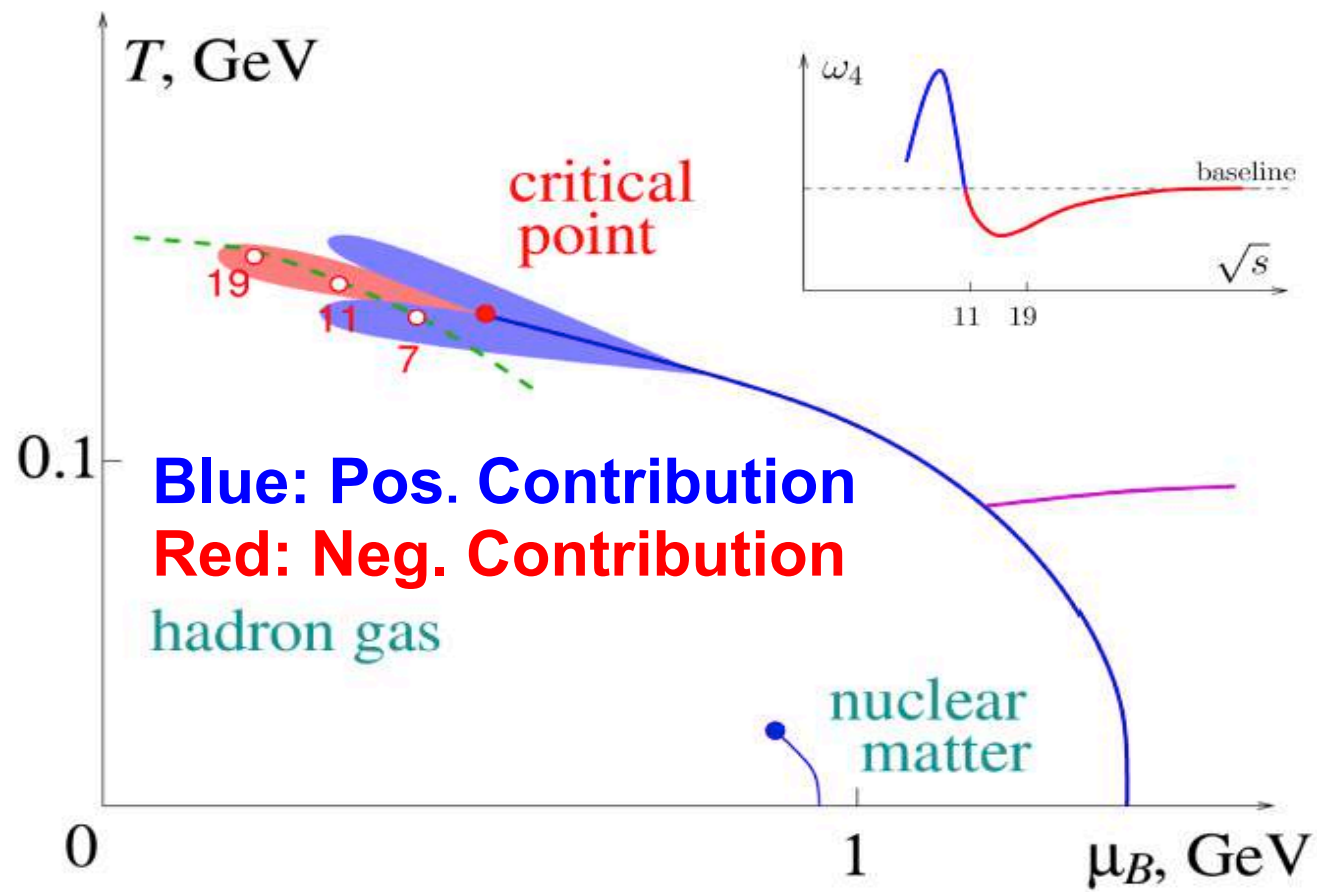 T, GeV
ω₄
critical
point
baseline
√s
11 19
19
11
7
0.1
Blue: Pos. Contribution
Red: Neg. Contribution
hadron gas
nuclear
matter
0
1
μ_B, GeV